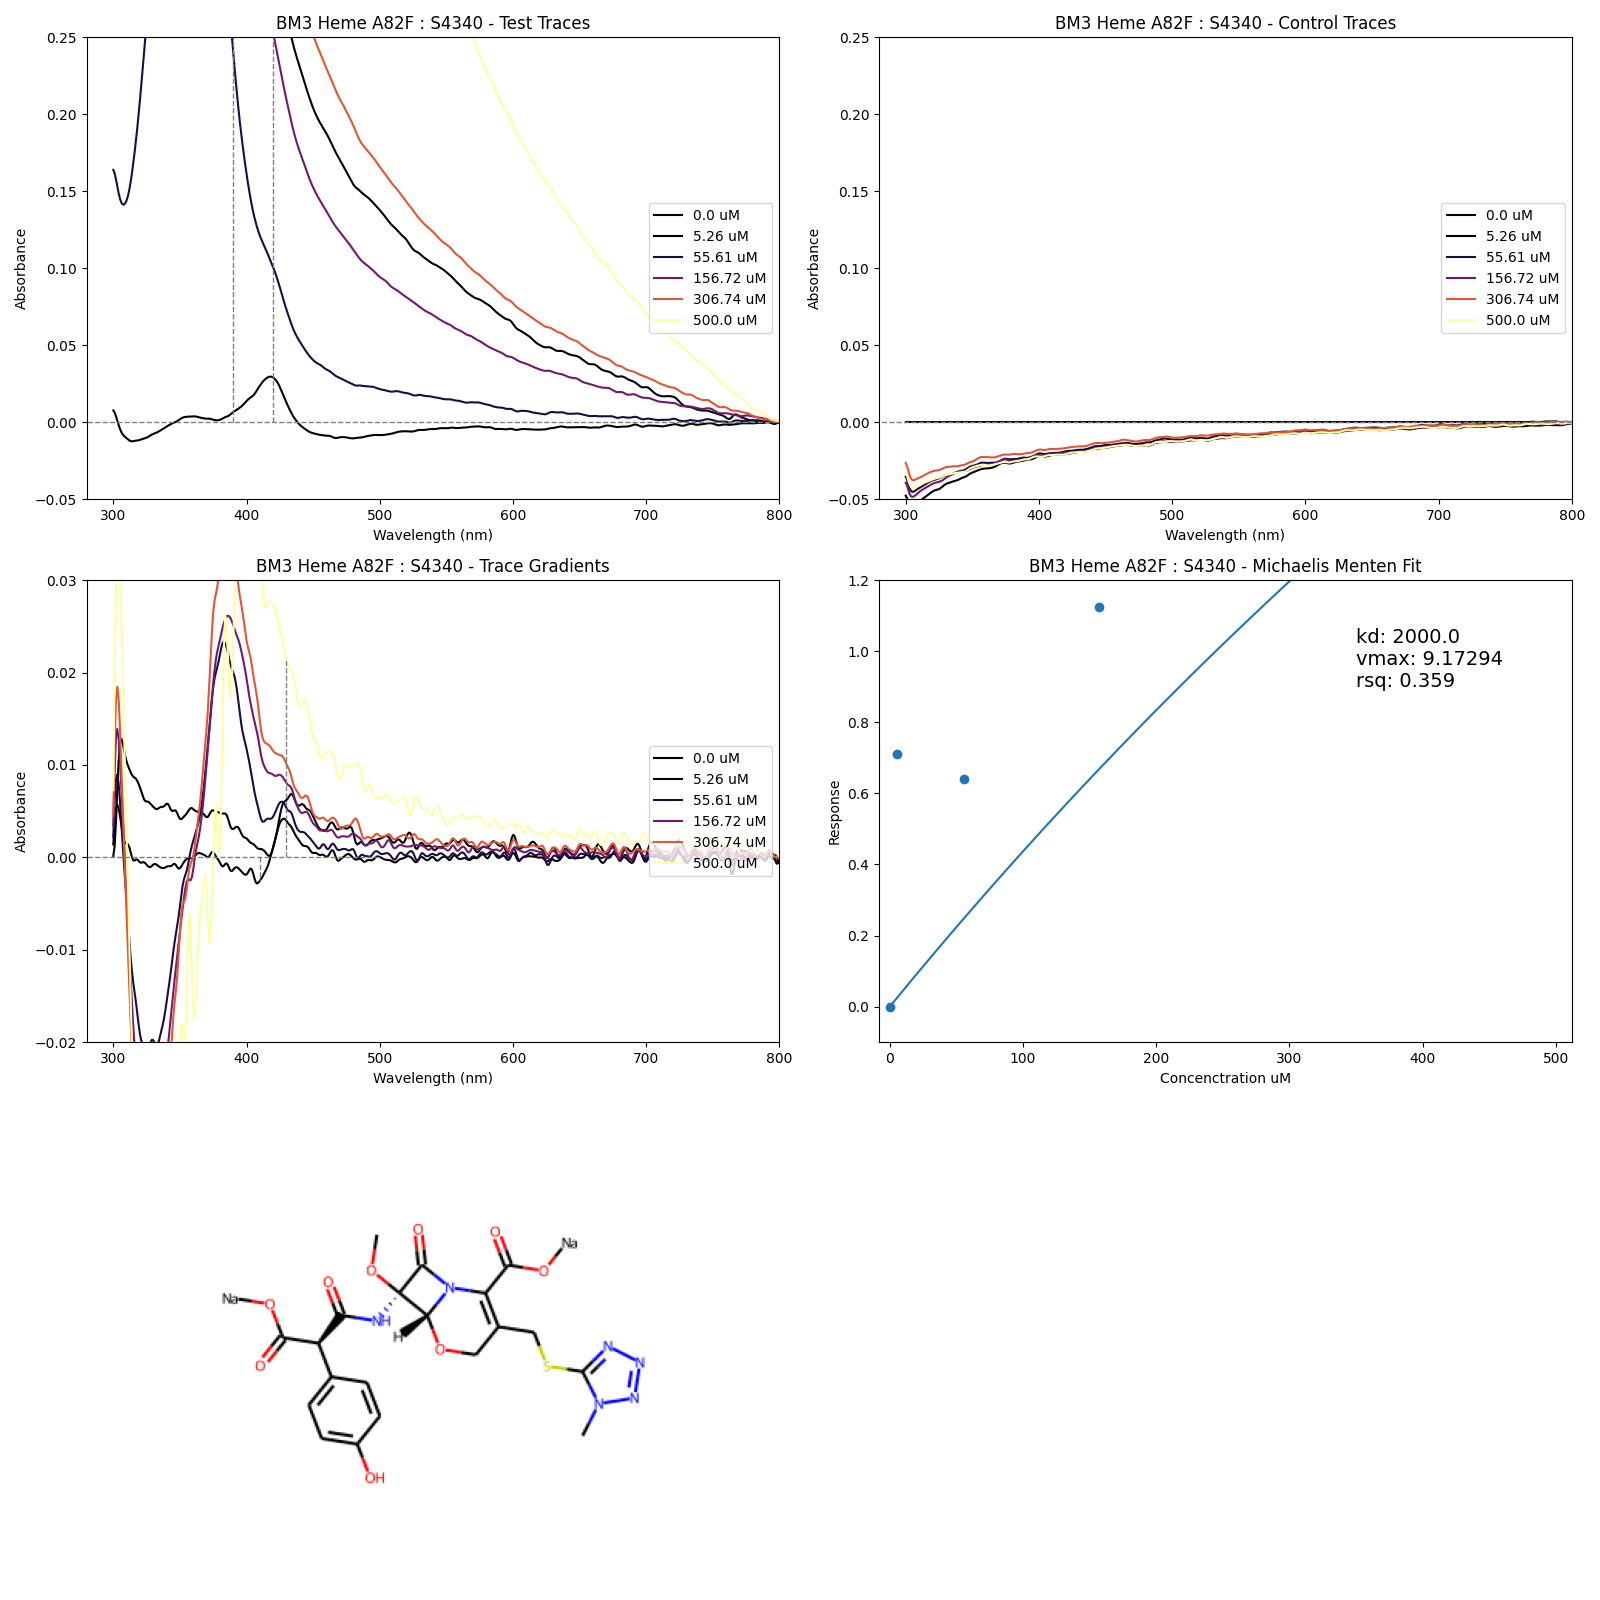 BM3 Heme A82F : S4340 - Test Traces
0.25
0.20
0.15
0.10
0.05
0.00
−0.05
Absorbance
300 400 500 600 700 800
Wavelength (nm)
0.0 uM
5.26 uM
55.61 uM
156.72 uM
306.74 uM
500.0 uM
BM3 Heme A82F : S4340 - Control Traces
0.25
0.20
0.15
0.10
0.05
0.00
−0.05
Absorbance
300 400 500 600 700 800
Wavelength (nm)
0.0 uM
5.26 uM
55.61 uM
156.72 uM
306.74 uM
500.0 uM
BM3 Heme A82F : S4340 - Trace Gradients
0.03
0.02
0.01
0.00
−0.01
−0.02
Absorbance
300 400 500 600 700 800
Wavelength (nm)
0.0 uM
5.26 uM
55.61 uM
156.72 uM
306.74 uM
500.0 uM
BM3 Heme A82F : S4340 - Michaelis Menten Fit
1.2
1.0
0.8
0.6
0.4
0.2
0.0
Response
0 100 200 300 400 500
Concenctration uM
kd: 2000.0
vmax: 9.17294
rsq: 0.359
O
O
Na
O
O
O
N
Na
O
NH
H
O
O
S
N
N
N
N
OH